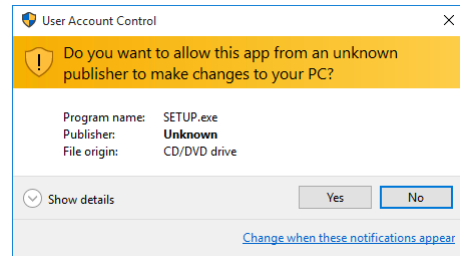 User Account Control
Do you want to allow this app from an unknown
publisher to make changes to your PC?
Program name: SETUP.exe
Publisher: Unknown
File origin: CD/DVD drive
Show details
Yes
No
Change when these notifications appear